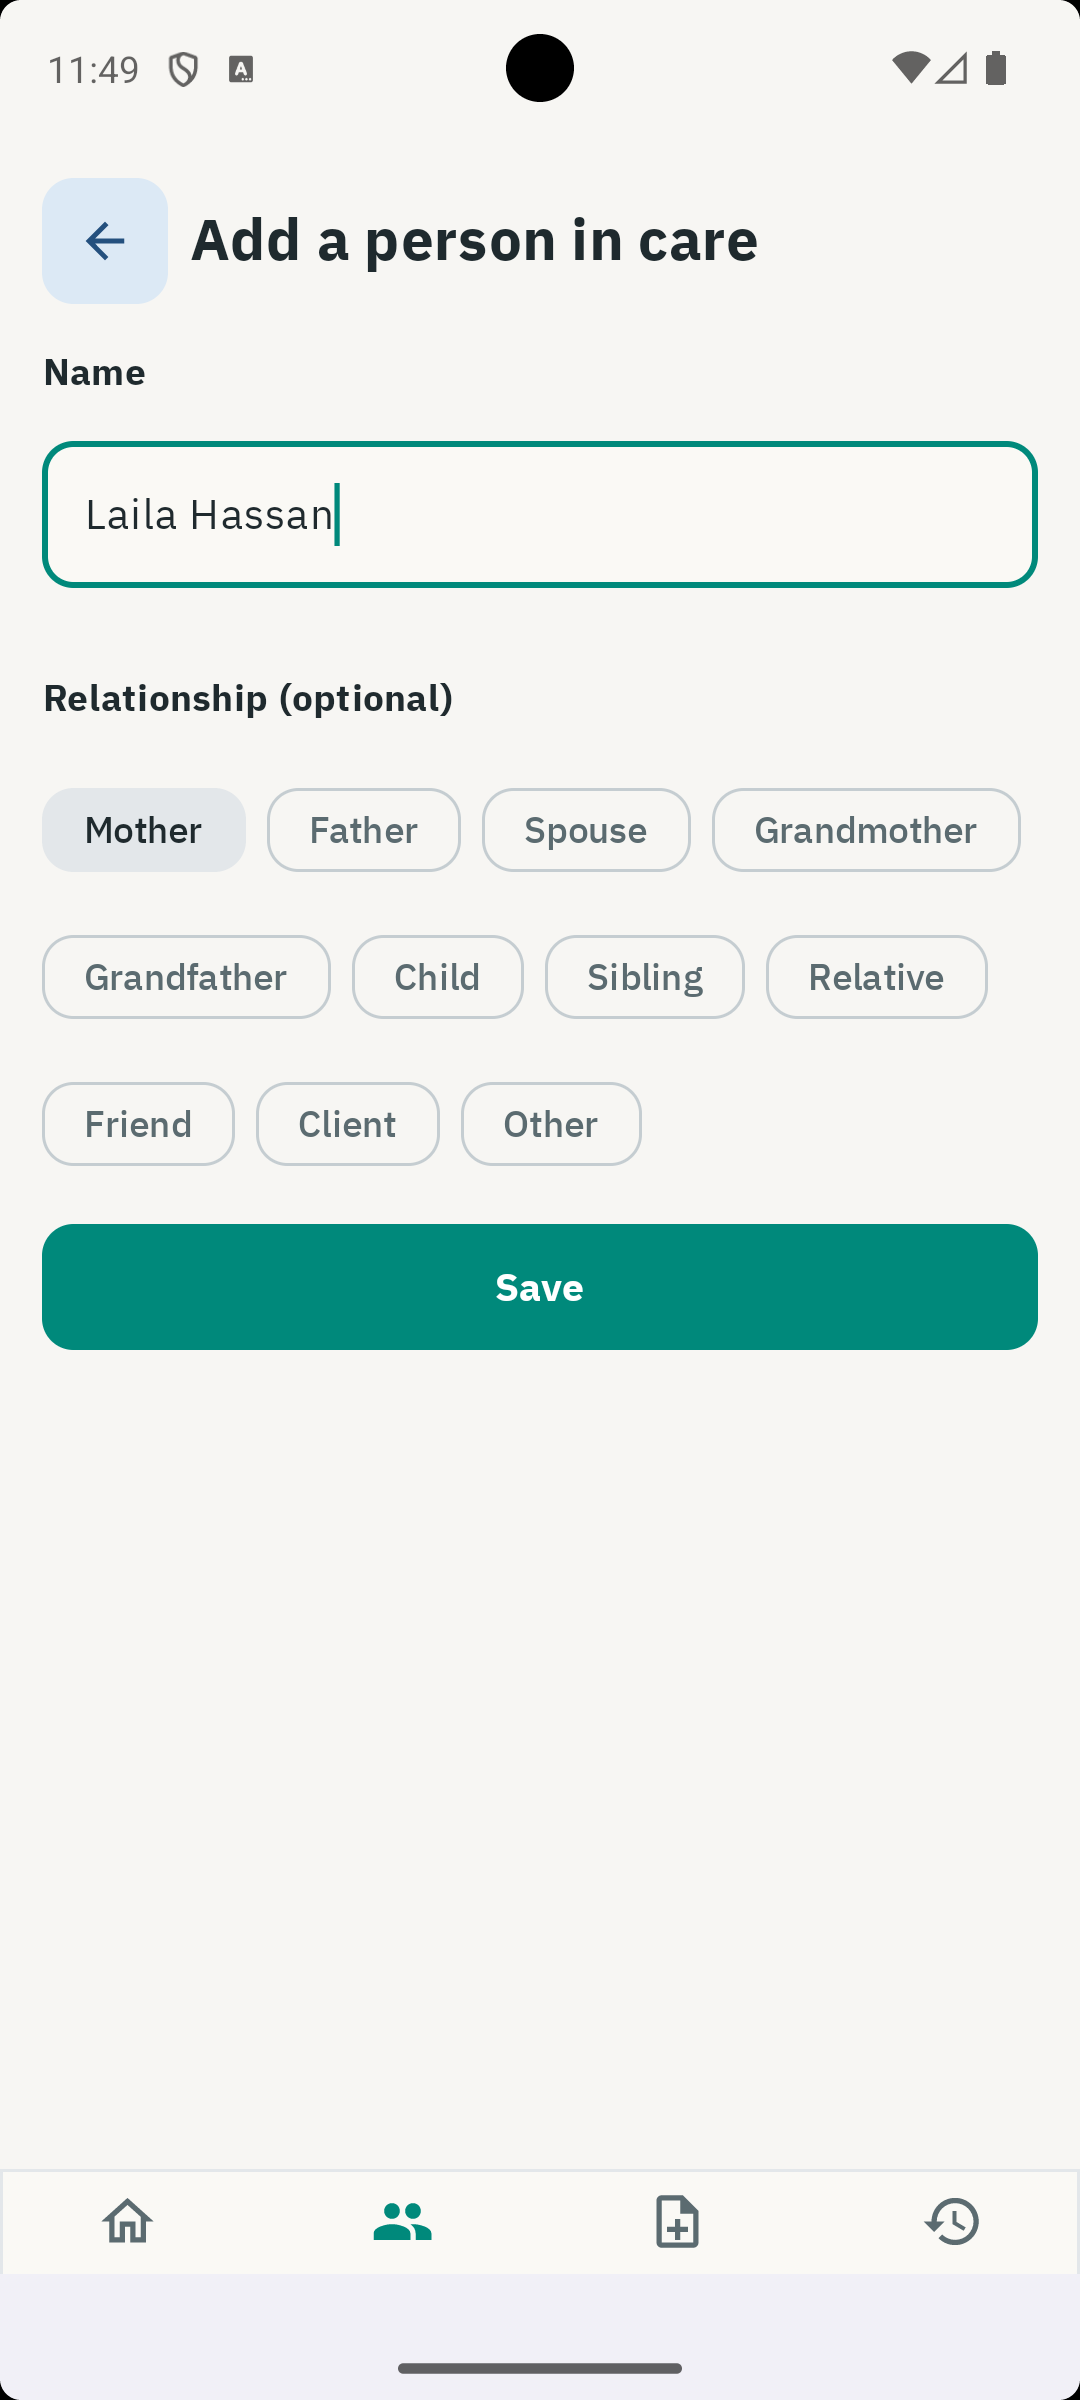 11:49
Add a person in care
Name
Laila Hassan
Relationship (optional)
Mother Father Spouse Grandmother
Grandfather Child Sibling Relative
Friend Client Other
Save